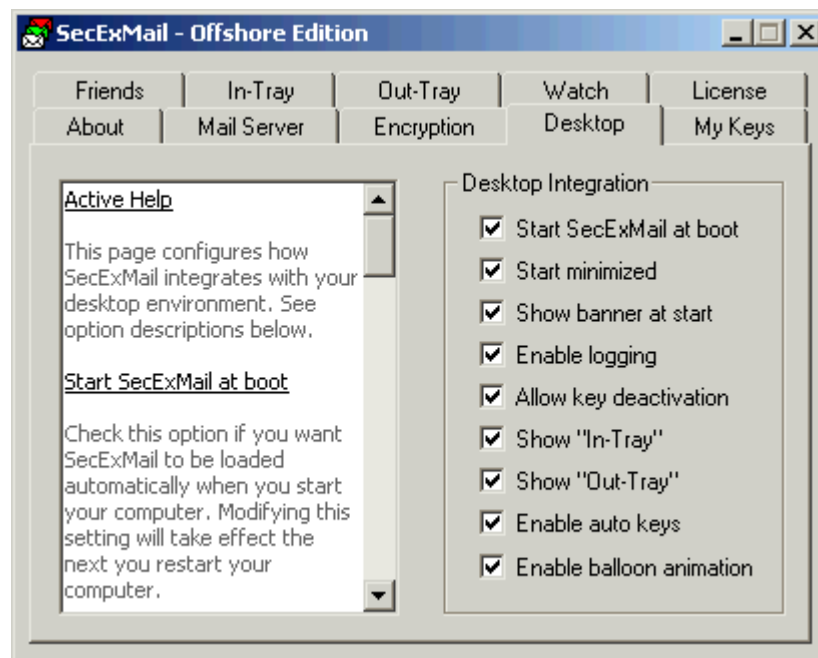 SecExMail - Offshore Edition
Friends In-Tray Out-Tray Watch License
About Mail Server Encryption Desktop My Keys
Active Help
This page configures how
SecExMail integrates with your
desktop environment. See
option descriptions below.
Start SecExMail at boot
Check this option if you want
SecExMail to be loaded
automatically when you start
your computer. Modifying this
setting will take effect the
next you restart your
computer.
Desktop Integration
Start SecExMail at boot
Start minimized
Show banner at start
Enable logging
Allow key deactivation
Show "In-Tray"
Show "Out-Tray"
Enable auto keys
Enable balloon animation